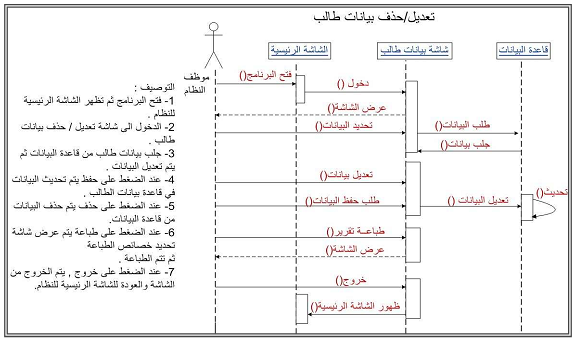 تعديل/حذف بيانات طالب
موظف
النظام
الشاشة الرئيسية
شاشة بيانات طالب
قاعدة البيانات
فتح البرنامج()
دخول ()
عرض الشاشة()
تحديد البيانات()
طلب البيانات()
جلب بيانات()
تعديل بيانات()
طلب حفظ البيانات()
تعديل البيانات ()
تحديث()
طباعة تقرير()
عرض الشاشة()
خروج()
ظهور الشاشة الرئيسية()
التوصيف :
1- فتح البرنامج ثم تظهر الشاشة الرئيسية
للنظام .
2- الدخول الى شاشة تعديل / حذف بيانات
طالب .
3- جلب بيانات طالب من قاعدة البيانات ثم
يتم تعديل البيانات .
4- عند الضغط على حفظ يتم تحديث البيانات
في قاعدة بيانات الطالب .
5- عند الضغط على حذف يتم حذف البيانات
من قاعدة البيانات.
6- عند الضغط على طباعة يتم عرض شاشة
تحديد خصائص الطباعة
ثم تتم الطباعة .
7- عند الضغط على خروج , يتم الخروج من
الشاشة والعودة للشاشة الرئيسية للنظام.